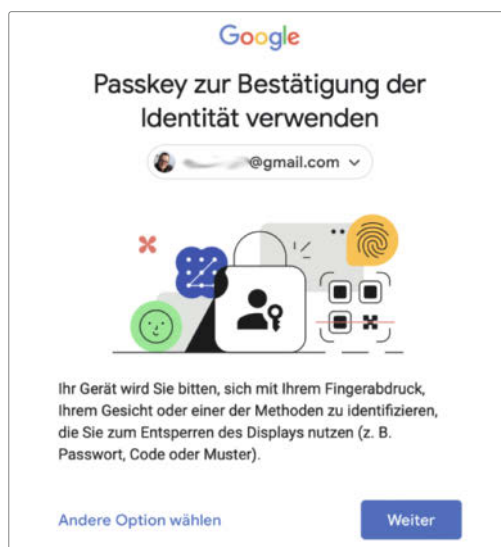 Google
Passkey zur Bestätigung der
Identität verwenden
@gmail.com
Ihr Gerät wird Sie bitten, sich mit Ihrem Fingerabdruck,
Ihrem Gesicht oder einer der Methoden zu identifizieren,
die Sie zum Entsperren des Displays nutzen (z. B.
Passwort, Code oder Muster).
Andere Option wählen
Weiter